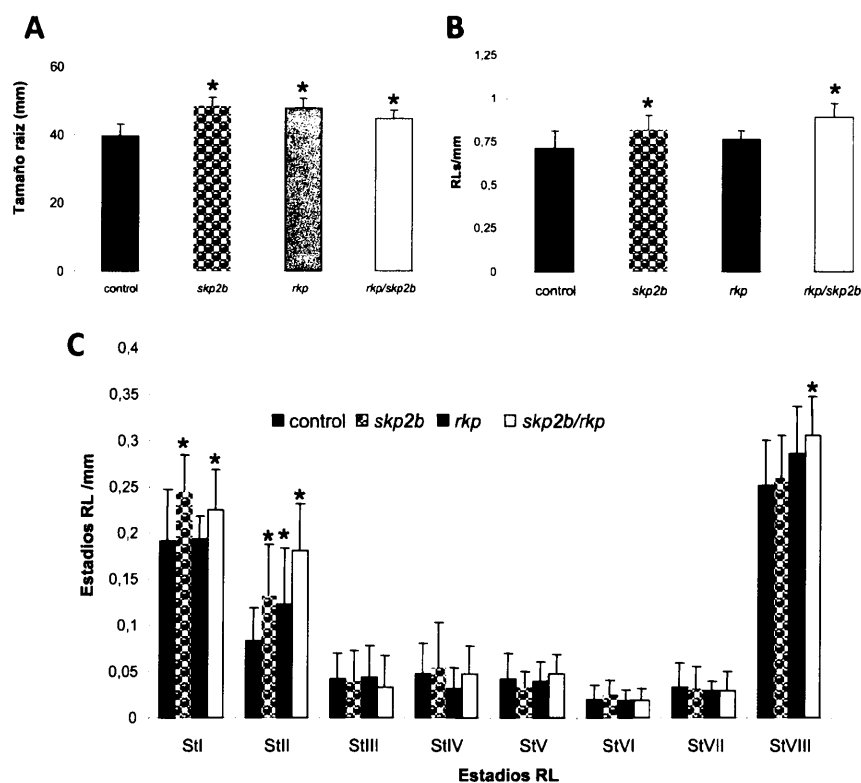 A
Tamaño raíz (mm)
60
40
20
0
*
*
*
control
skp2b
rkp
rkp/skp2b
B
RLs/mm
1,25
1
0,75
0,5
0,25
0
*
*
control
skp2b
rkp
rkp/skp2b
C
Estadios RL /mm
0,4
0,35
0,3
0,25
0,2
0,15
0,1
0,05
0
control skp2b rkp skp2b/rkp
*
*
*
*
*
*
StI StII StIII StIV StV StVI StVII StVIII
Estadios RL